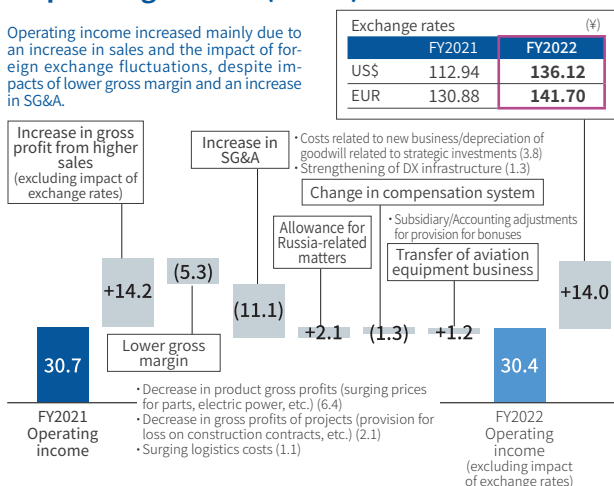 Operating income increased mainly due to
an increase in sales and the impact of for-
eign exchange fluctuations, despite im-
pacts of lower gross margin and an increase
in SG&A.
Exchange rates (¥)
FY2021 FY2022
US$ 112.94 136.12
EUR 130.88 141.70
Increase in gross
profit from higher
sales
(excluding impact of
exchange rates)
Increase in
SG&A
・Costs related to new business/depreciation of
goodwill related to strategic investments (3.8)
・Strengthening of DX infrastructure (1.3)
Change in compensation system
・Subsidiary/Accounting adjustments
for provision for bonuses
Allowance for
Russia-related
matters
Transfer of aviation
equipment business
+14.2
(5.3)
(11.1)
+2.1
(1.3)
+1.2
+14.0
Lower gross
margin
30.7
30.4
・Decrease in product gross profits (surging prices
for parts, electric power, etc.) (6.4)
・Decrease in gross profits of projects (provision for
loss on construction contracts, etc.) (2.1)
・Surging logistics costs (1.1)
FY2021
Operating
income
FY2022
Operating
income
(excluding impact
of exchange rates)